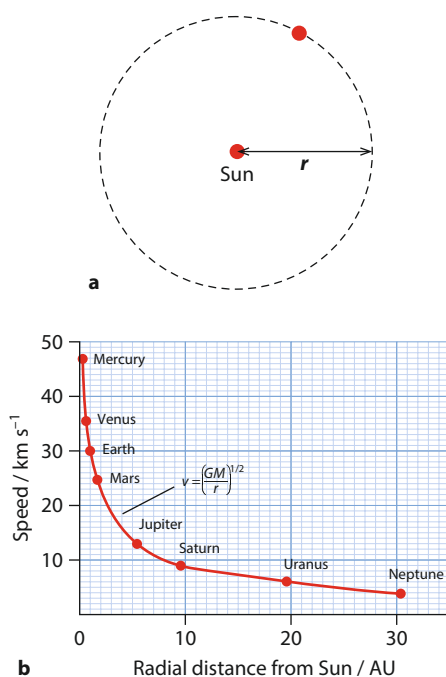 r
Sun
a
50
Mercury
40
Venus
30
Earth
Mars
v = (GM/r)^1/2
20
Jupiter
Saturn
10
Uranus
Neptune
Speed / km s⁻¹
0 10 20 30
b Radial distance from Sun / AU